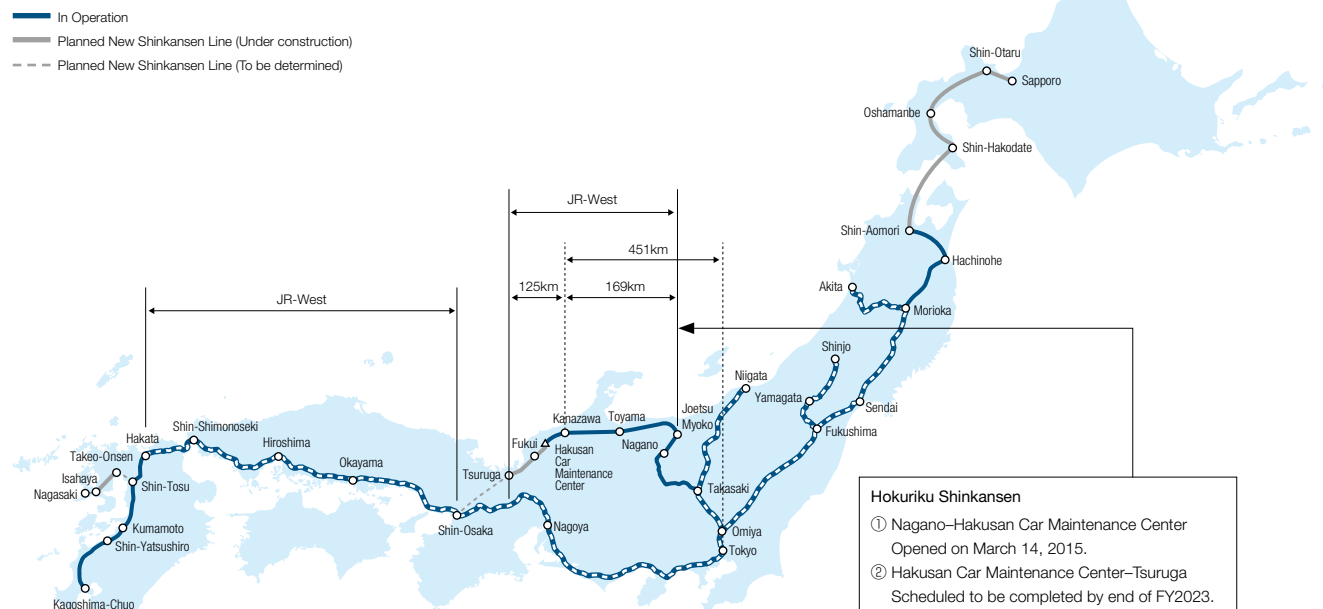 In Operation
Planned New Shinkansen Line (Under construction)
Planned New Shinkansen Line (To be determined)
Shin-Otaru
Sapporo
Oshamanbe
Shin-Hakodate
JR-West
Shin-Aomori
451km
Hachinohe
Akita
125km
169km
JR-West
Morioka
Shinjo
Niigata
Yamagata
Sendai
Joetsu
Myoko
Kanazawa
Toyama
Shin-Shimonoseki
Hakata
Hiroshima
Fukui
Nagano
Fukushima
Hakusan
Car
Maintenance
Center
Takeo-Onsen
Okayama
Tsuruga
Isahaya
Nagasaki
Shin-Tosu
Takasaki
Kumamoto
Shin-Osaka
Nagoya
Omiya
Shin-Yatsushiro
Tokyo
Kagoshima-Chuo
Hokuriku Shinkansen
① Nagano–Hakusan Car Maintenance Center
Opened on March 14, 2015.
② Hakusan Car Maintenance Center–Tsuruga
Scheduled to be completed by end of FY2023.